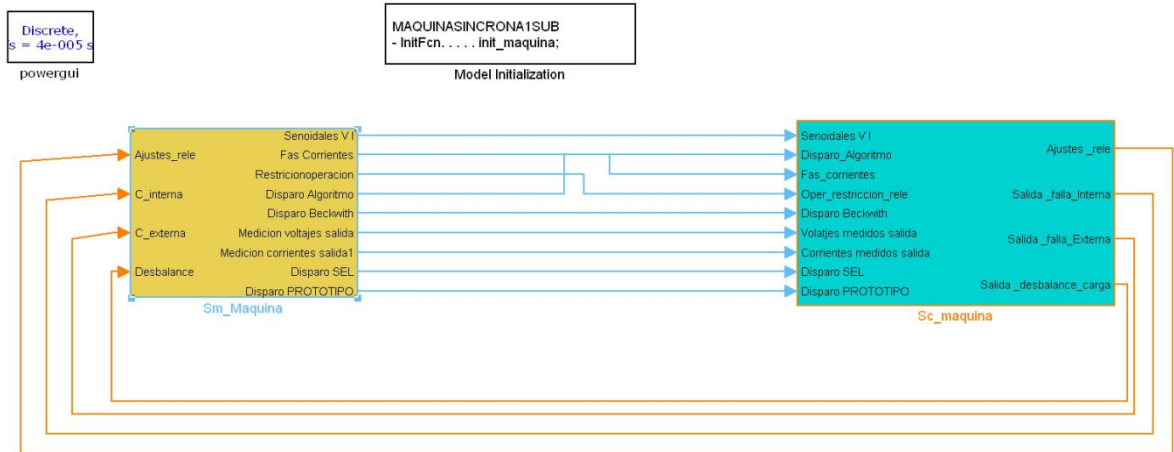 Discrete,
s = 4e-005 s
powergui
MAQUINASINCRONA1SUB
- InitFcn. . . . . init_maquina;
Model Initialization
Ajustes_rele
C_interna
C_externa
Desbalance
Senoidales V I
Fas Corrientes
Restricionoperacion
Disparo Algoritmo
Disparo Beckwith
Medicion voltajes salida
Medicion corrientes salida1
Disparo SEL
Disparo PROTOTIPO
Sm_Maquina
Senoidales V I
Disparo_Algoritmo
Fas_corrientes
Oper_restriccion_rele
Disparo Beckwith
Volatjes medidos salida
Corrientes medidos salida
Disparo SEL
Disparo PROTOTIPO
Ajustes _rele
Salida _falla_Interna
Salida _falla_Externa
Salida _desbalance_carga
Sc_maquina